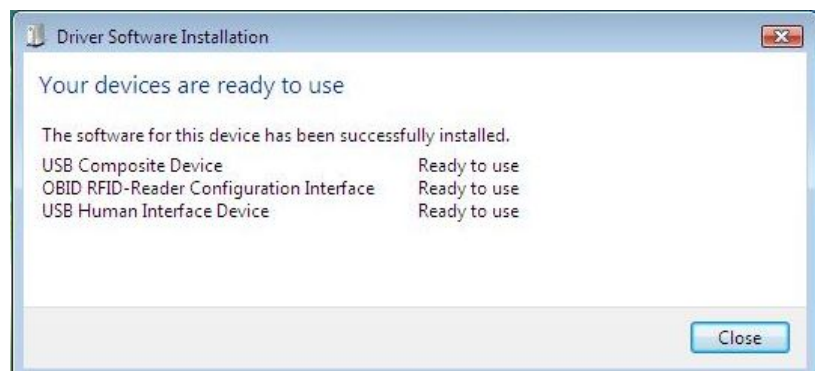 Driver Software Installation
Your devices are ready to use
The software for this device has been successfully installed.
USB Composite Device Ready to use
OBID RFID-Reader Configuration Interface Ready to use
USB Human Interface Device Ready to use
Close